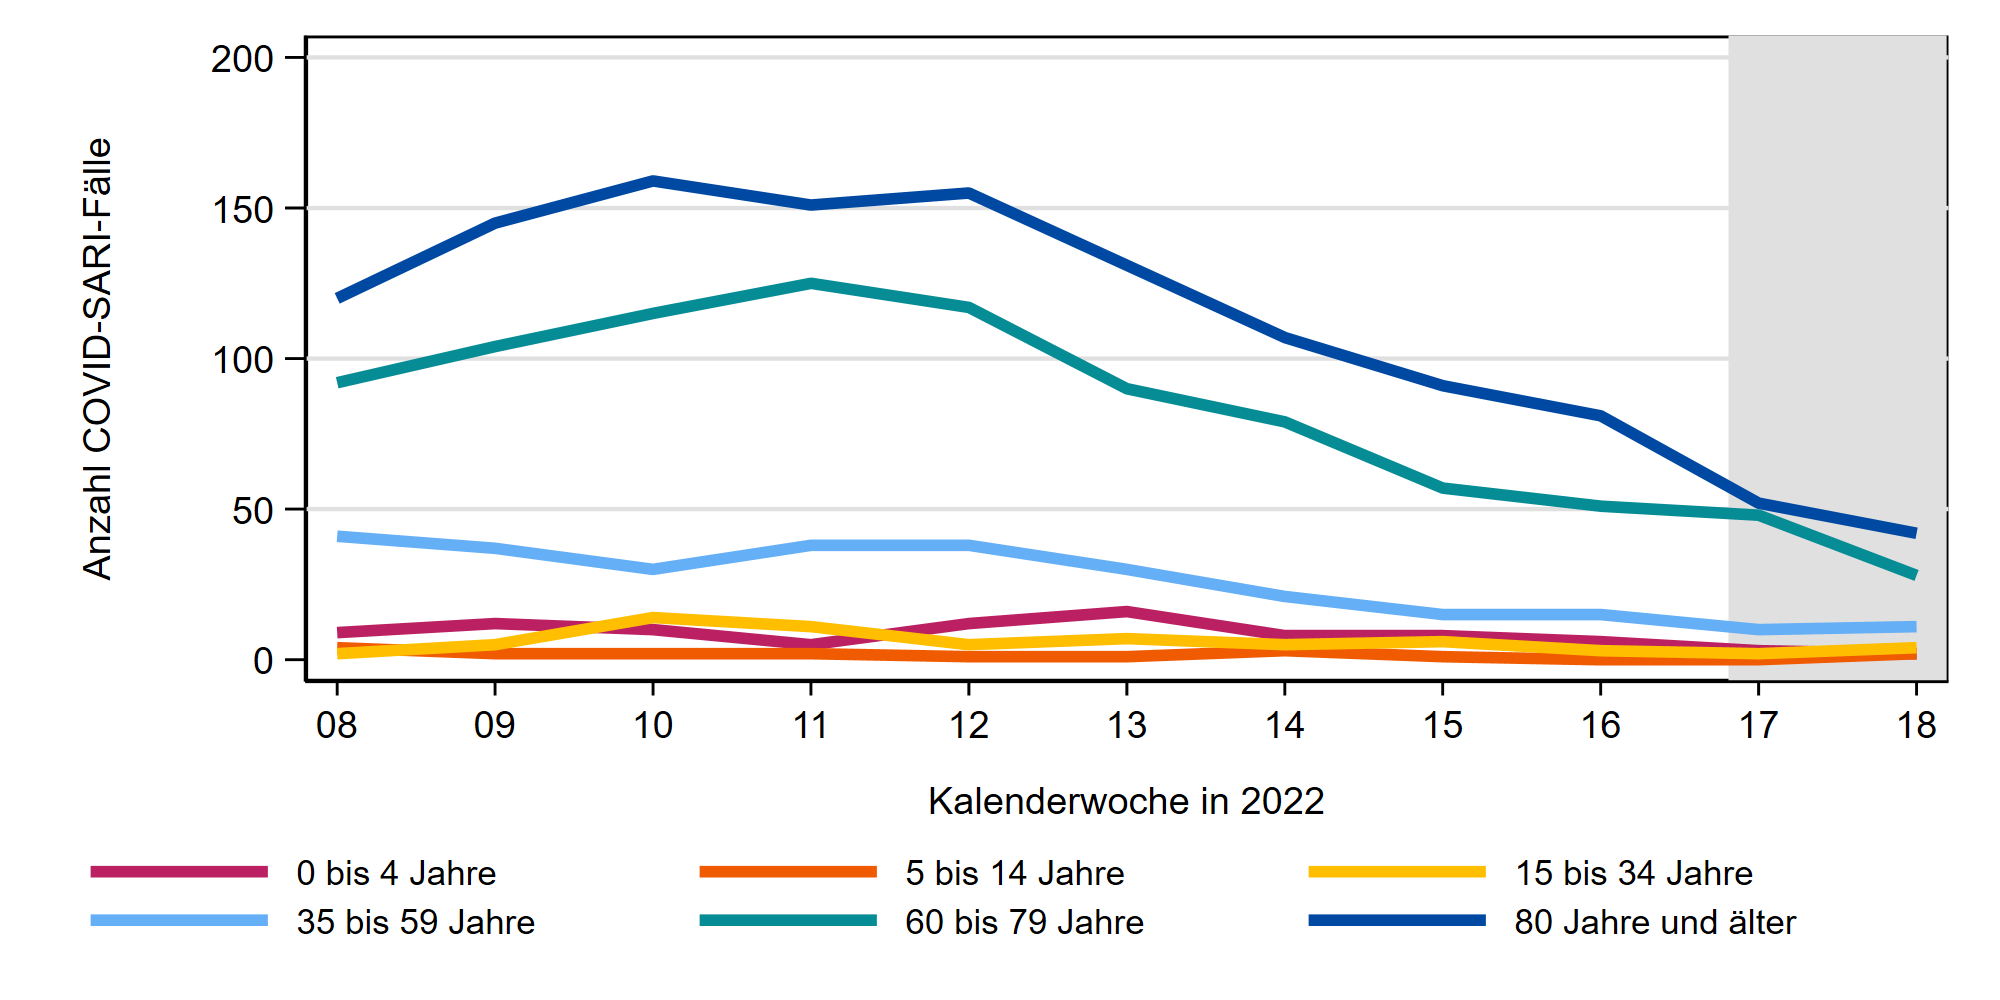 Anzahl COVID-SARI-Fälle
200
150
100
50
0
08 09 10 11 12 13 14 15 16 17 18
Kalenderwoche in 2022
0 bis 4 Jahre 5 bis 14 Jahre 15 bis 34 Jahre
35 bis 59 Jahre 60 bis 79 Jahre 80 Jahre und älter